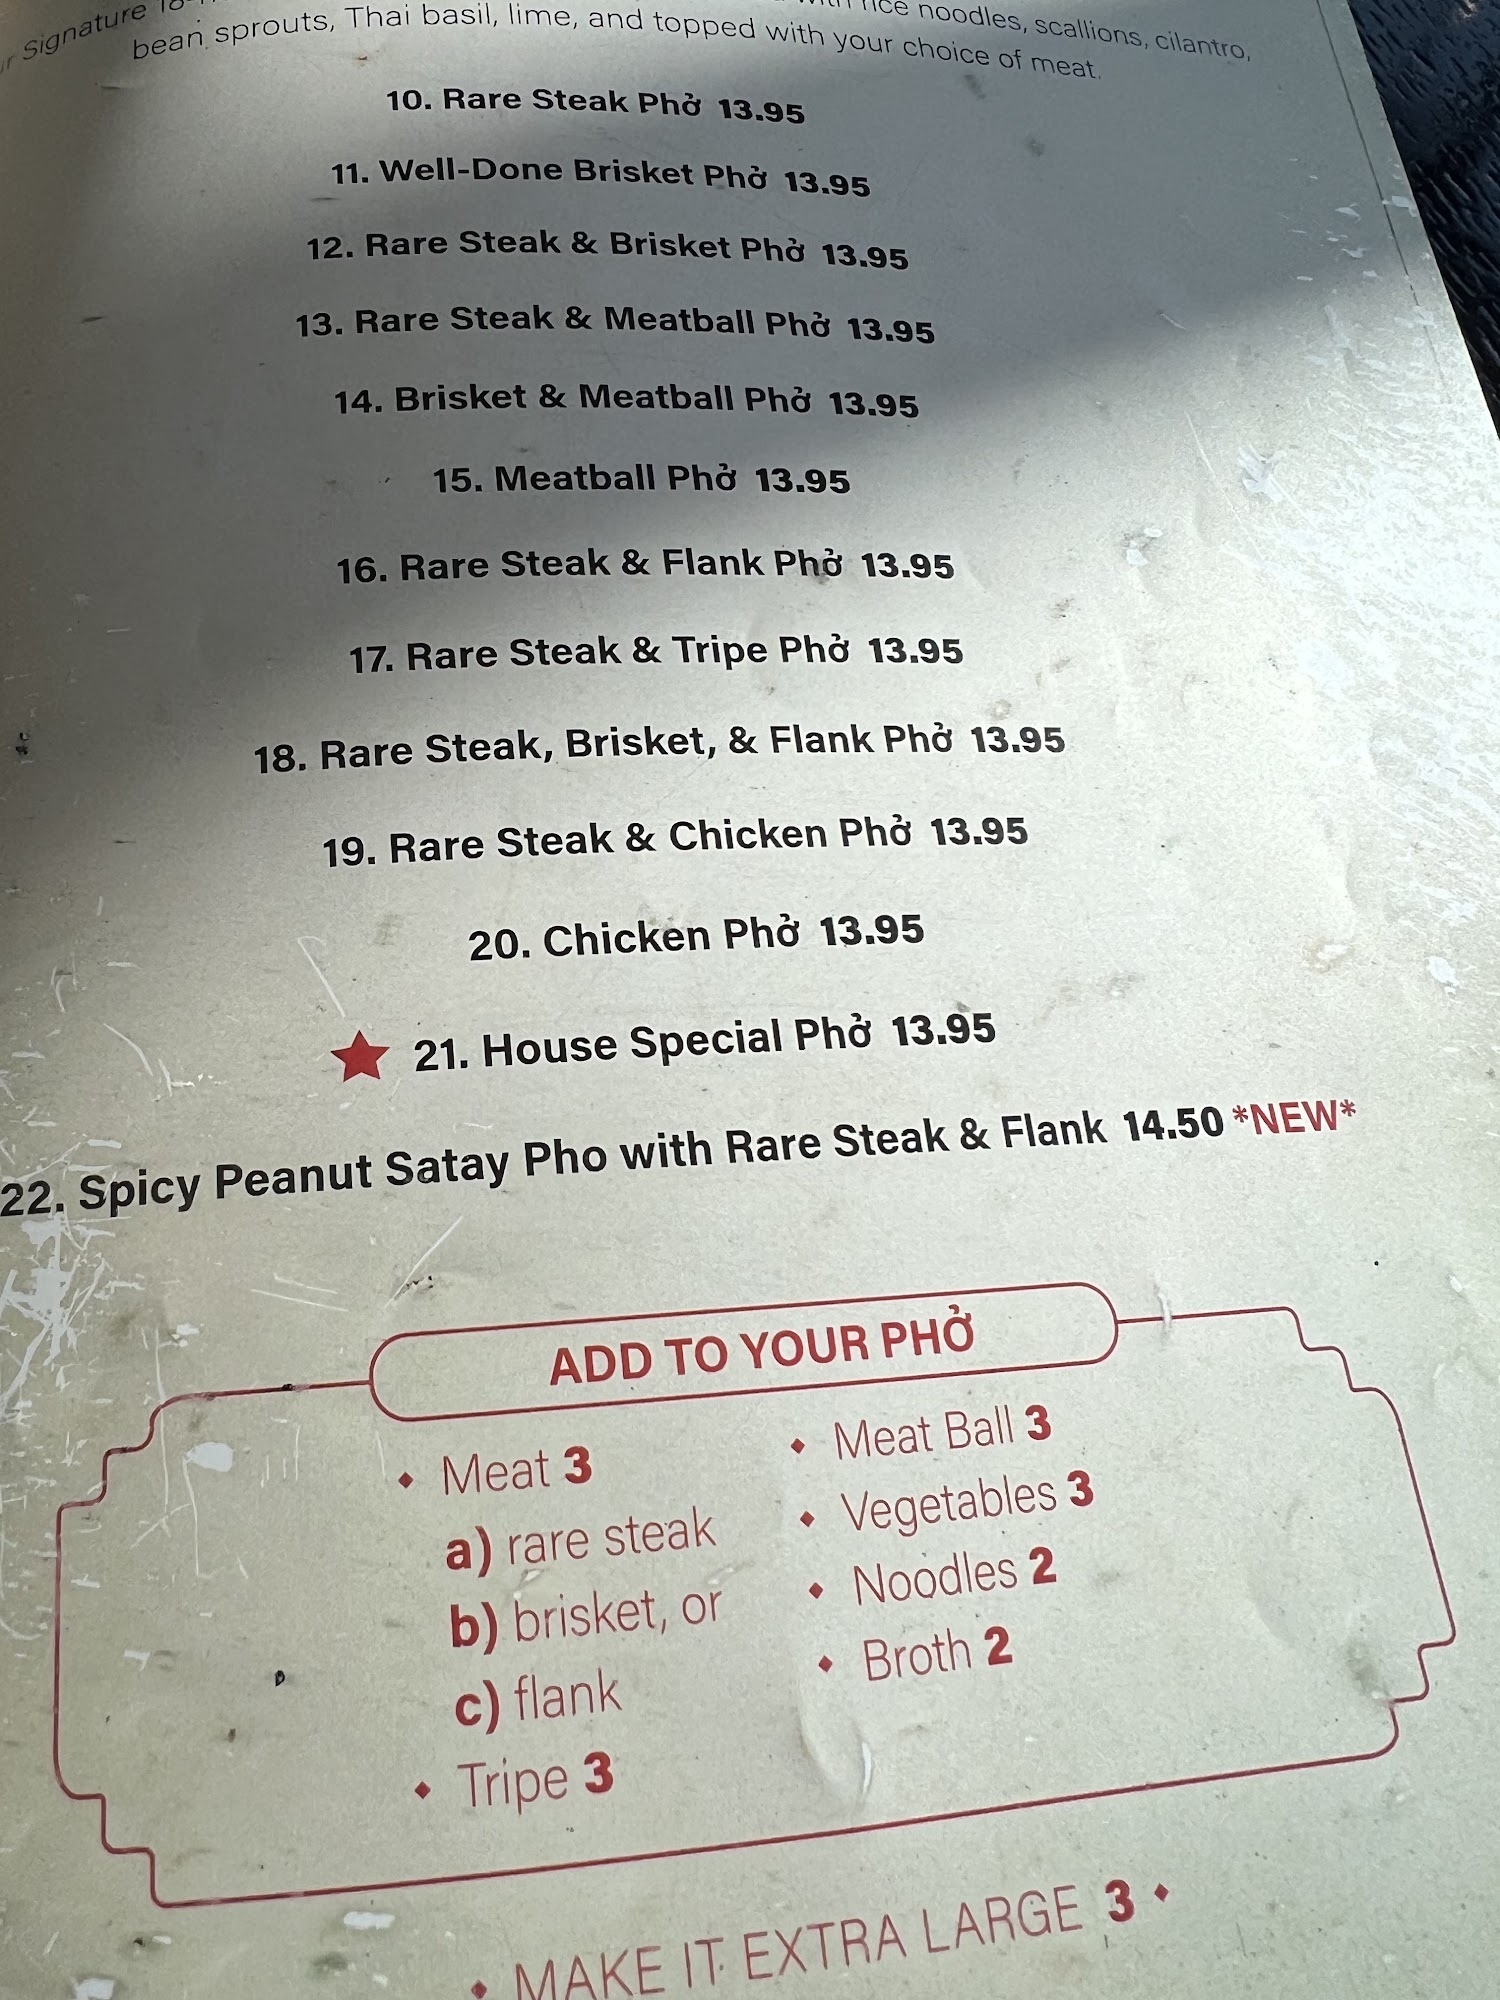 Signature
rice noodles, scallions, cilantro,
bean sprouts, Thai basil, lime, and topped with your choice of meat.
10. Rare Steak Phở 13.95
11. Well-Done Brisket Phở 13.95
12. Rare Steak & Brisket Phở 13.95
13. Rare Steak & Meatball Phở 13.95
14. Brisket & Meatball Phở 13.95
15. Meatball Phở 13.95
16. Rare Steak & Flank Phở 13.95
17. Rare Steak & Tripe Phở 13.95
18. Rare Steak, Brisket, & Flank Phở 13.95
19. Rare Steak & Chicken Phở 13.95
20. Chicken Phở 13.95
21. House Special Phở 13.95
22. Spicy Peanut Satay Pho with Rare Steak & Flank 14.50 *NEW*
ADD TO YOUR PHỞ
• Meat 3
a) rare steak
b) brisket, or
c) flank
• Tripe 3
• Meat Ball 3
• Vegetables 3
• Noodles 2
• Broth 2
• MAKE IT EXTRA LARGE 3 •